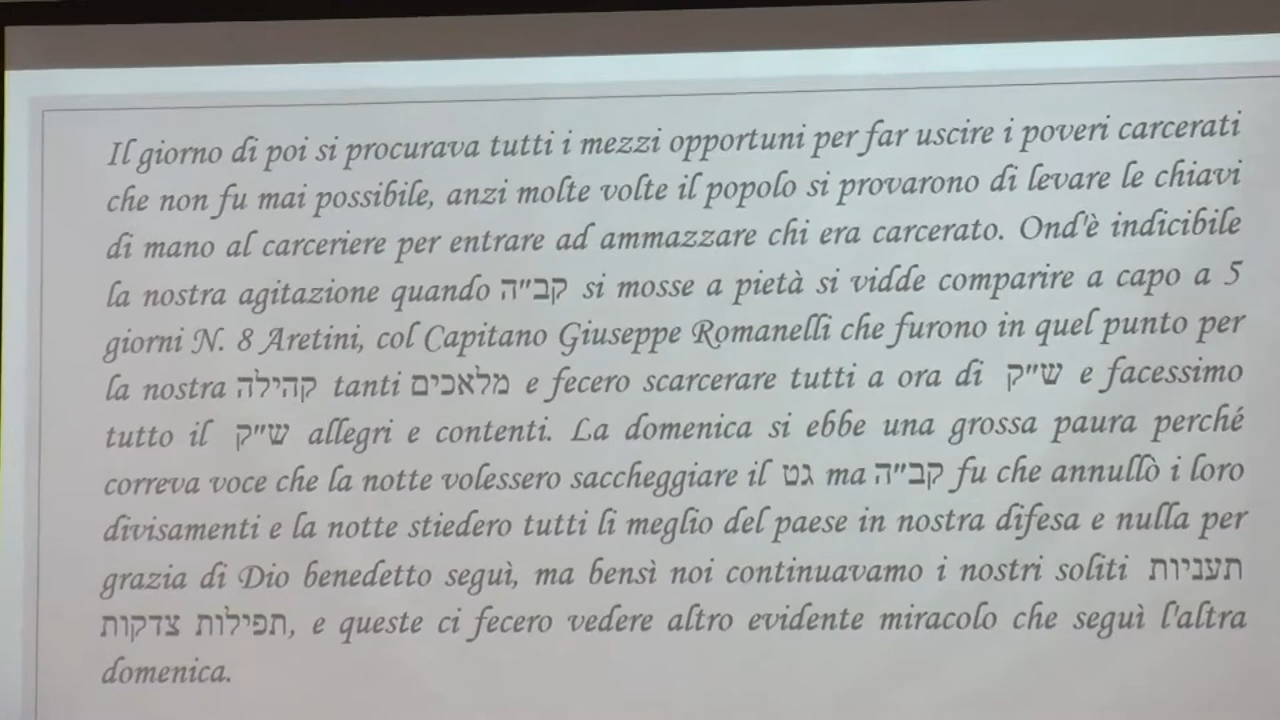 Il giorno di poi si procurava tutti i mezzi opportuni per far uscire i poveri carcerati
che non fu mai possibile, anzi molte volte il popolo si provarono di levare le chiavi
di mano al carceriere per entrare ad ammazzare chi era carcerato. Ond'è indicibile
la nostra agitazione quando קב"ה si mosse a pietà si vidde comparire a capo a 5
giorni N. 8 Aretini, col Capitano Giuseppe Romanelli che furono in quel punto per
la nostra קהילה tanti מלאכים e fecero scarcerare tutti a ora di ש"ק e facessimo
tutto il ש"ק allegri e contenti. La domenica si ebbe una grossa paura perché
correva voce che la notte volessero saccheggiare il גט ma קב"ה fu che annullò i loro
divisamenti e la notte stiedero tutti li meglio del paese in nostra difesa e nulla per
grazia di Dio benedetto seguì, ma bensì noi continuavamo i nostri soliti תעניות
תפילות צדקות, e queste ci fecero vedere altro evidente miracolo che seguì l'altra
domenica.